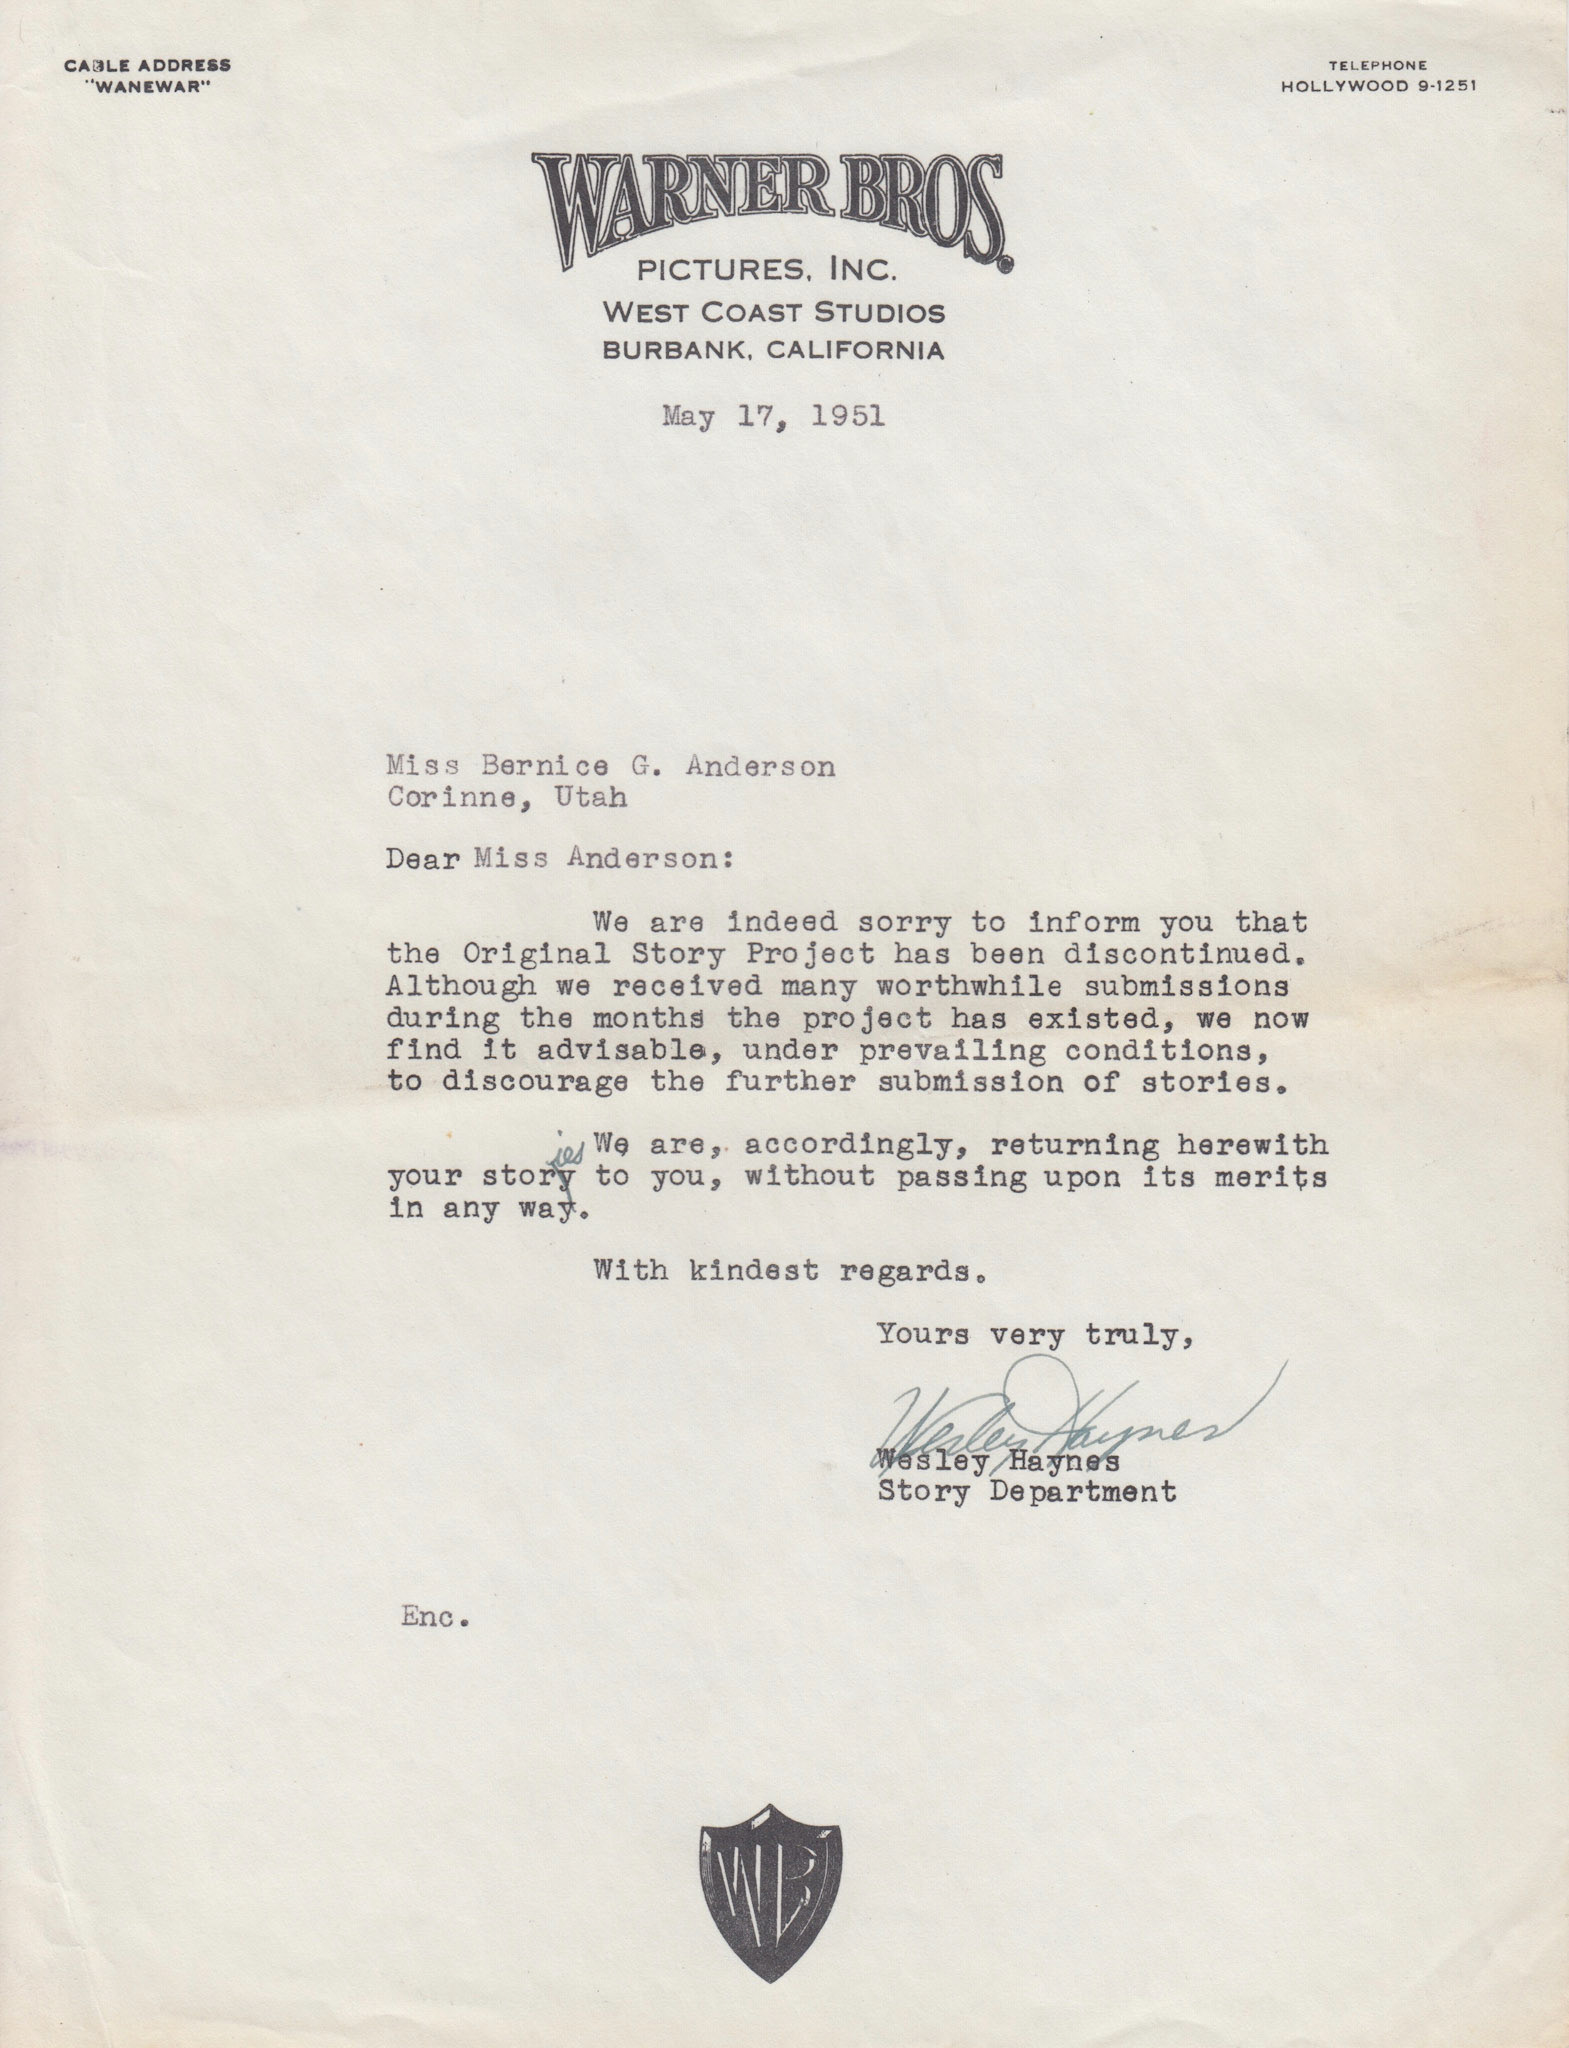 CABLE ADDRESS
"WANEWAR"
TELEPHONE
HOLLYWOOD 9-1251
WARNER BROS.
PICTURES, INC.
WEST COAST STUDIOS
BURBANK, CALIFORNIA
May 17, 1951
Miss Bernice G. Anderson
Corinne, Utah
Dear Miss Anderson:
We are indeed sorry to inform you that
the Original Story Project has been discontinued.
Although we received many worthwhile submissions
during the months the project has existed, we now
find it advisable, under prevailing conditions,
to discourage the further submission of stories.
We are, accordingly, returning herewith
ies
your story to you, without passing upon its merits
in any way.
With kindest regards.
Yours very truly,
Wesley Haynes
Wesley Haynes
Story Department
Enc.
WB